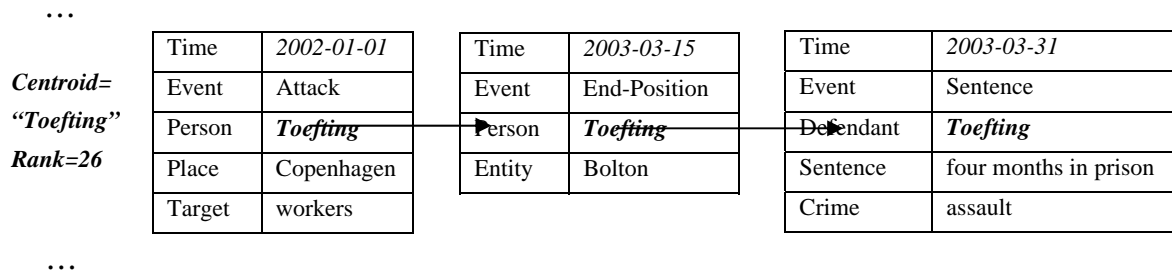 ...
Centroid=
“Toefting”
Rank=26
Time 2002-01-01
Event Attack
Person Toefting
Place Copenhagen
Target workers
Time 2003-03-15
Event End-Position
Person Toefting
Entity Bolton
Time 2003-03-31
Event Sentence
Defendant Toefting
Sentence four months in prison
Crime assault
...